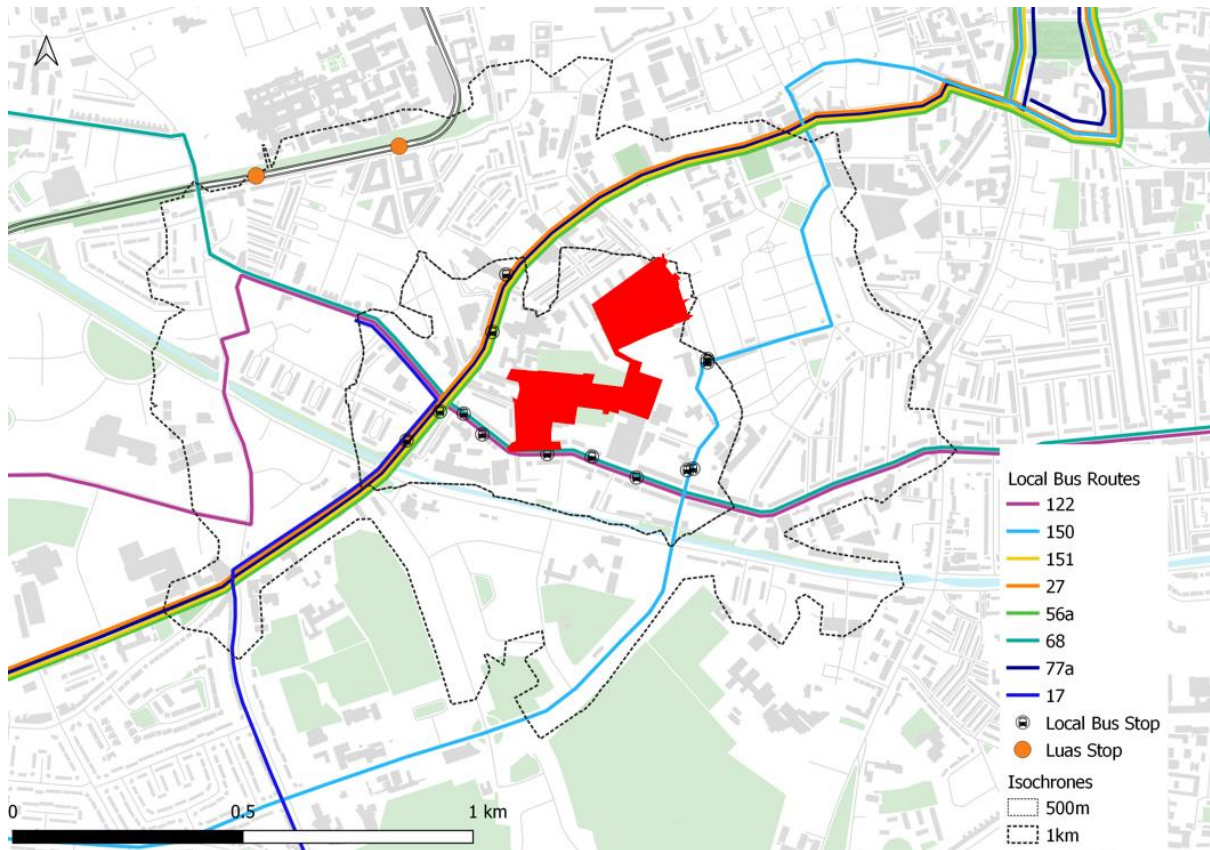 Local Bus Routes
122
150
151
27
56a
68
77a
17
Local Bus Stop
Luas Stop
Isochrones
500m
1km
0 0.5 1 km